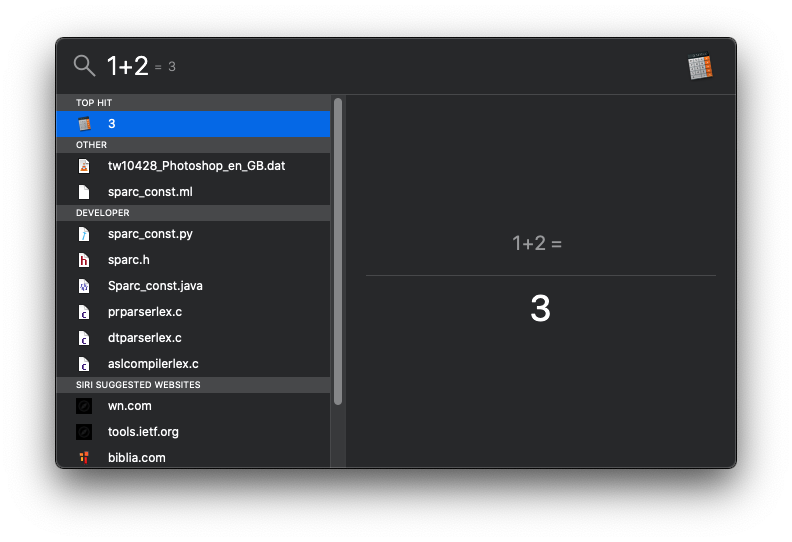 1+2 = 3
TOP HIT
3
OTHER
tw10428_Photoshop_en_GB.dat
sparc_const.ml
DEVELOPER
sparc_const.py
sparc.h
Sparc_const.java
prparserlex.c
dtparserlex.c
aslcompilerlex.c
SIRI SUGGESTED WEBSITES
wn.com
tools.ietf.org
biblia.com
1+2 =
3